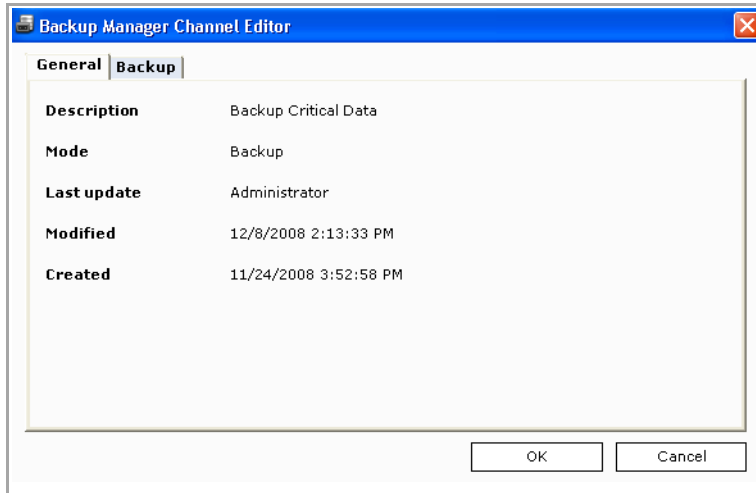 Backup Manager Channel Editor
General Backup
Description Backup Critical Data
Mode Backup
Last update Administrator
Modified 12/8/2008 2:13:33 PM
Created 11/24/2008 3:52:58 PM
OK Cancel